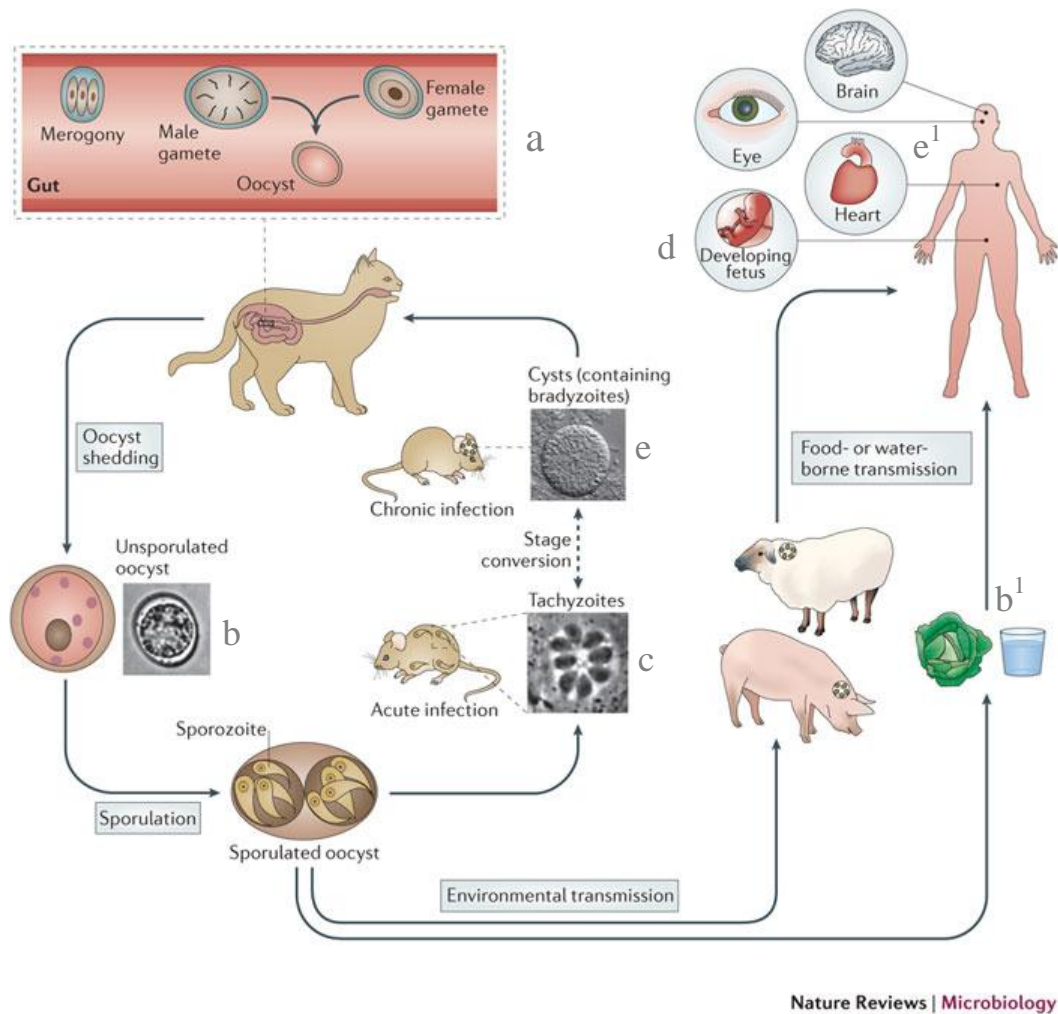 Merogony
Male
gamete
Female
gamete
Oocyst
Gut
a
Brain
Eye
e¹
Heart
d
Developing
fetus
Cysts (containing
bradyzoites)
e
Oocyst
shedding
Chronic infection
Food- or water-
borne transmission
Stage
conversion
Unsporulated
oocyst
b
Tachyzoites
c
b¹
Acute infection
Sporozoite
Sporulation
Sporulated oocyst
Environmental transmission
Nature Reviews | Microbiology